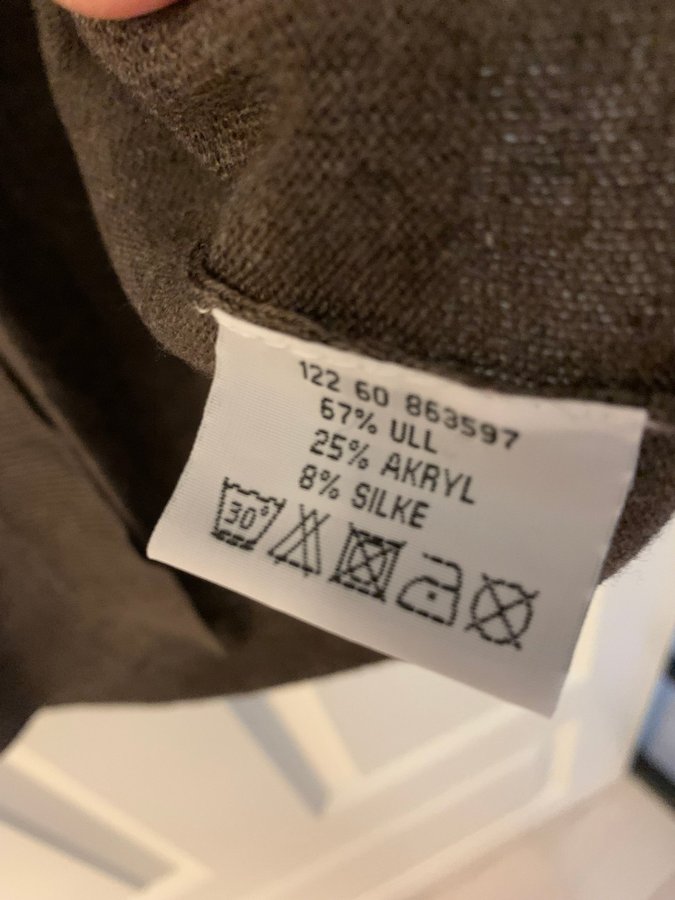 122 60 863597
67% ULL
25% AKRYL
8% SILKE
30°